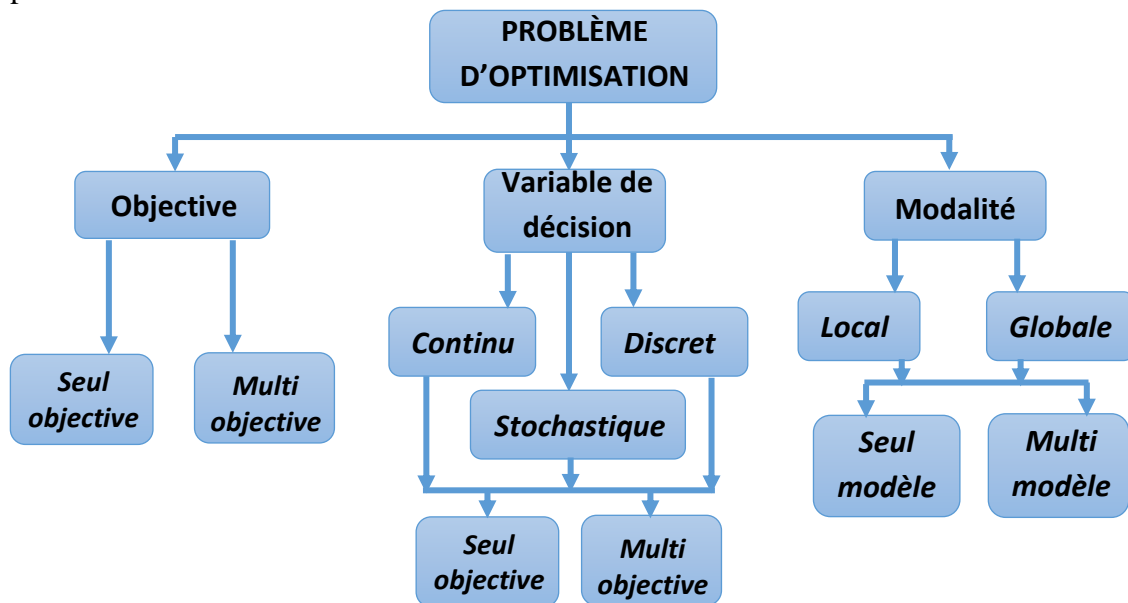 PROBLÈME
D'OPTIMISATION
Objective
Variable de
décision
Modalité
Seul
objective
Multi
objective
Continu
Discret
Stochastique
Seul
objective
Multi
objective
Local
Globale
Seul
modèle
Multi
modèle